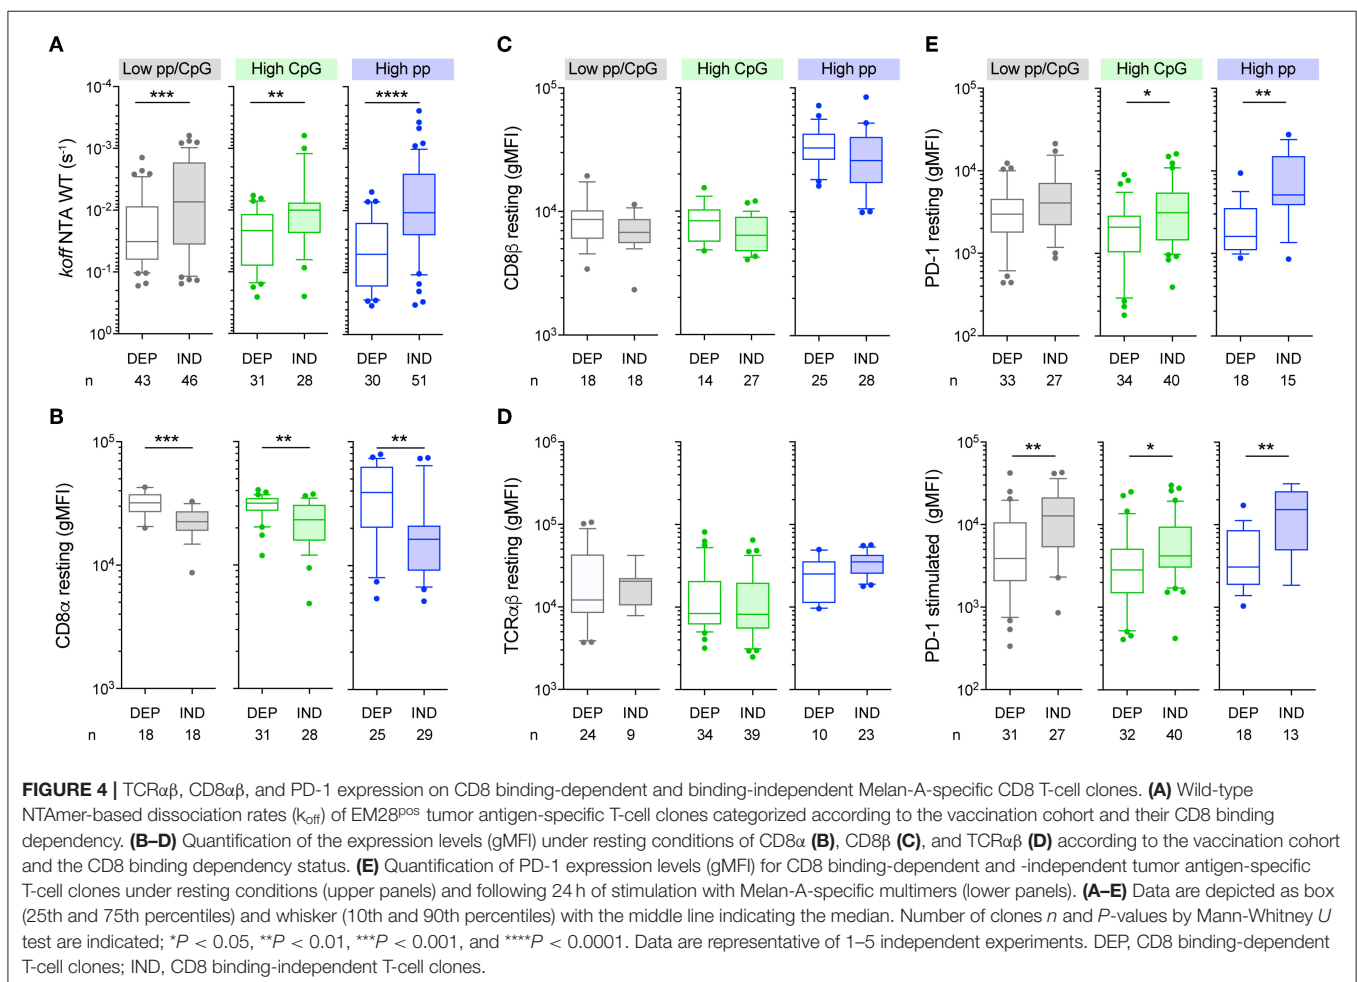 A
Low pp/CpG High CpG High pp
*** ** ****
koff NTA WT (s⁻¹)
10⁻⁴
10⁻³
10⁻²
10⁻¹
10⁰
DEP IND DEP IND DEP IND
n 43 46 31 28 30 51
B
*** ** **
CD8α resting (gMFI)
10⁵
10⁴
10³
DEP IND DEP IND DEP IND
n 18 18 31 28 25 29
C
Low pp/CpG High CpG High pp
CD8β resting (gMFI)
10⁵
10⁴
10³
DEP IND DEP IND DEP IND
n 18 18 14 27 25 28
D
TCRαβ resting (gMFI)
10⁶
10⁵
10⁴
10³
DEP IND DEP IND DEP IND
n 24 9 34 39 10 23
E
Low pp/CpG High CpG High pp
* **
PD-1 resting (gMFI)
10⁵
10⁴
10³
10²
DEP IND DEP IND DEP IND
n 33 27 34 40 18 15
** * **
PD-1 stimulated (gMFI)
10⁵
10⁴
10³
10²
DEP IND DEP IND DEP IND
n 31 27 32 40 18 13
FIGURE 4 | TCRαβ, CD8αβ, and PD-1 expression on CD8 binding-dependent and binding-independent Melan-A-specific CD8 T-cell clones. (A) Wild-type
NTAmer-based dissociation rates (koff) of EM28pos tumor antigen-specific T-cell clones categorized according to the vaccination cohort and their CD8 binding
dependency. (B–D) Quantification of the expression levels (gMFI) under resting conditions of CD8α (B), CD8β (C), and TCRαβ (D) according to the vaccination cohort
and the CD8 binding dependency status. (E) Quantification of PD-1 expression levels (gMFI) for CD8 binding-dependent and -independent tumor antigen-specific
T-cell clones under resting conditions (upper panels) and following 24 h of stimulation with Melan-A-specific multimers (lower panels). (A–E) Data are depicted as box
(25th and 75th percentiles) and whisker (10th and 90th percentiles) with the middle line indicating the median. Number of clones n and P-values by Mann-Whitney U
test are indicated; *P < 0.05, **P < 0.01, ***P < 0.001, and ****P < 0.0001. Data are representative of 1–5 independent experiments. DEP, CD8 binding-dependent
T-cell clones; IND, CD8 binding-independent T-cell clones.